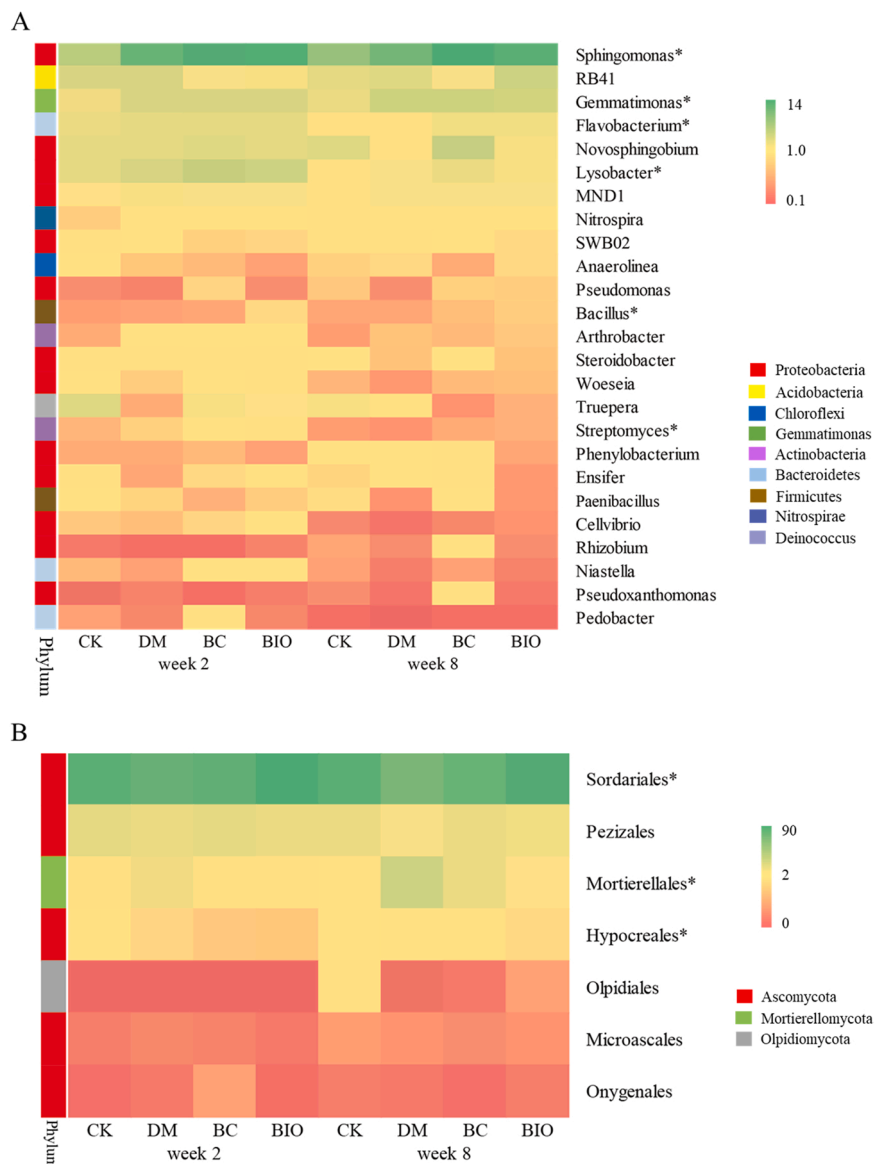 A
Sphingomonas*
RB41
Gemmatimonas*
Flavobacterium*
Novosphingobium
Lysobacter*
MND1
Nitrospira
SWB02
Anaerolinea
Pseudomonas
Bacillus*
Arthrobacter
Steroidobacter
Woeseia
Truepera
Streptomyces*
Phenylobacterium
Ensifer
Paenibacillus
Cellvibrio
Rhizobium
Niastella
Pseudoxanthomonas
Pedobacter
14
1.0
0.1
Proteobacteria
Acidobacteria
Chloroflexi
Gemmatimonas
Actinobacteria
Bacteroidetes
Firmicutes
Nitrospirae
Deinococcus
Phylum
CK DM BC BIO CK DM BC BIO
week 2 week 8
B
Sordariales*
Pezizales
Mortierellales*
Hypocreales*
Olpidiales
Microascales
Onygenales
90
2
0
Ascomycota
Mortierellomycota
Olpidiomycota
Phylun
CK DM BC BIO CK DM BC BIO
week 2 week 8